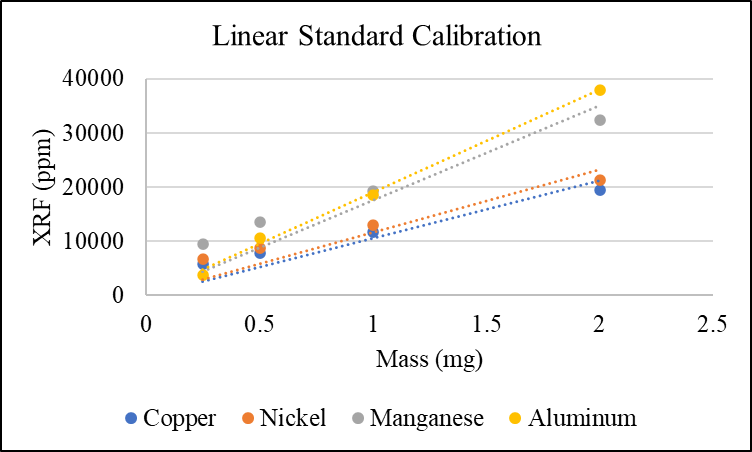 Linear Standard Calibration
40000
30000
20000
10000
0
XRF (ppm)
0 0.5 1 1.5 2 2.5
Mass (mg)
Copper Nickel Manganese Aluminum